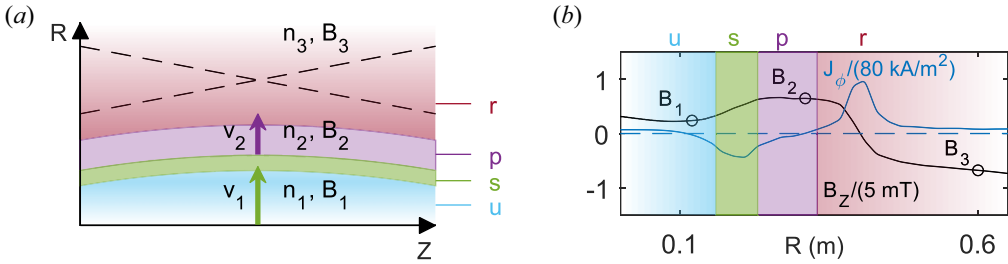 (a)
R
n3, B3
r
v2
n2, B2
p
s
v1
n1, B1
u
Z
(b)
u s p r
1
Jϕ/(80 kA/m²)
B1
B2
0
B3
-1
BZ/(5 mT)
0.1 R (m) 0.6